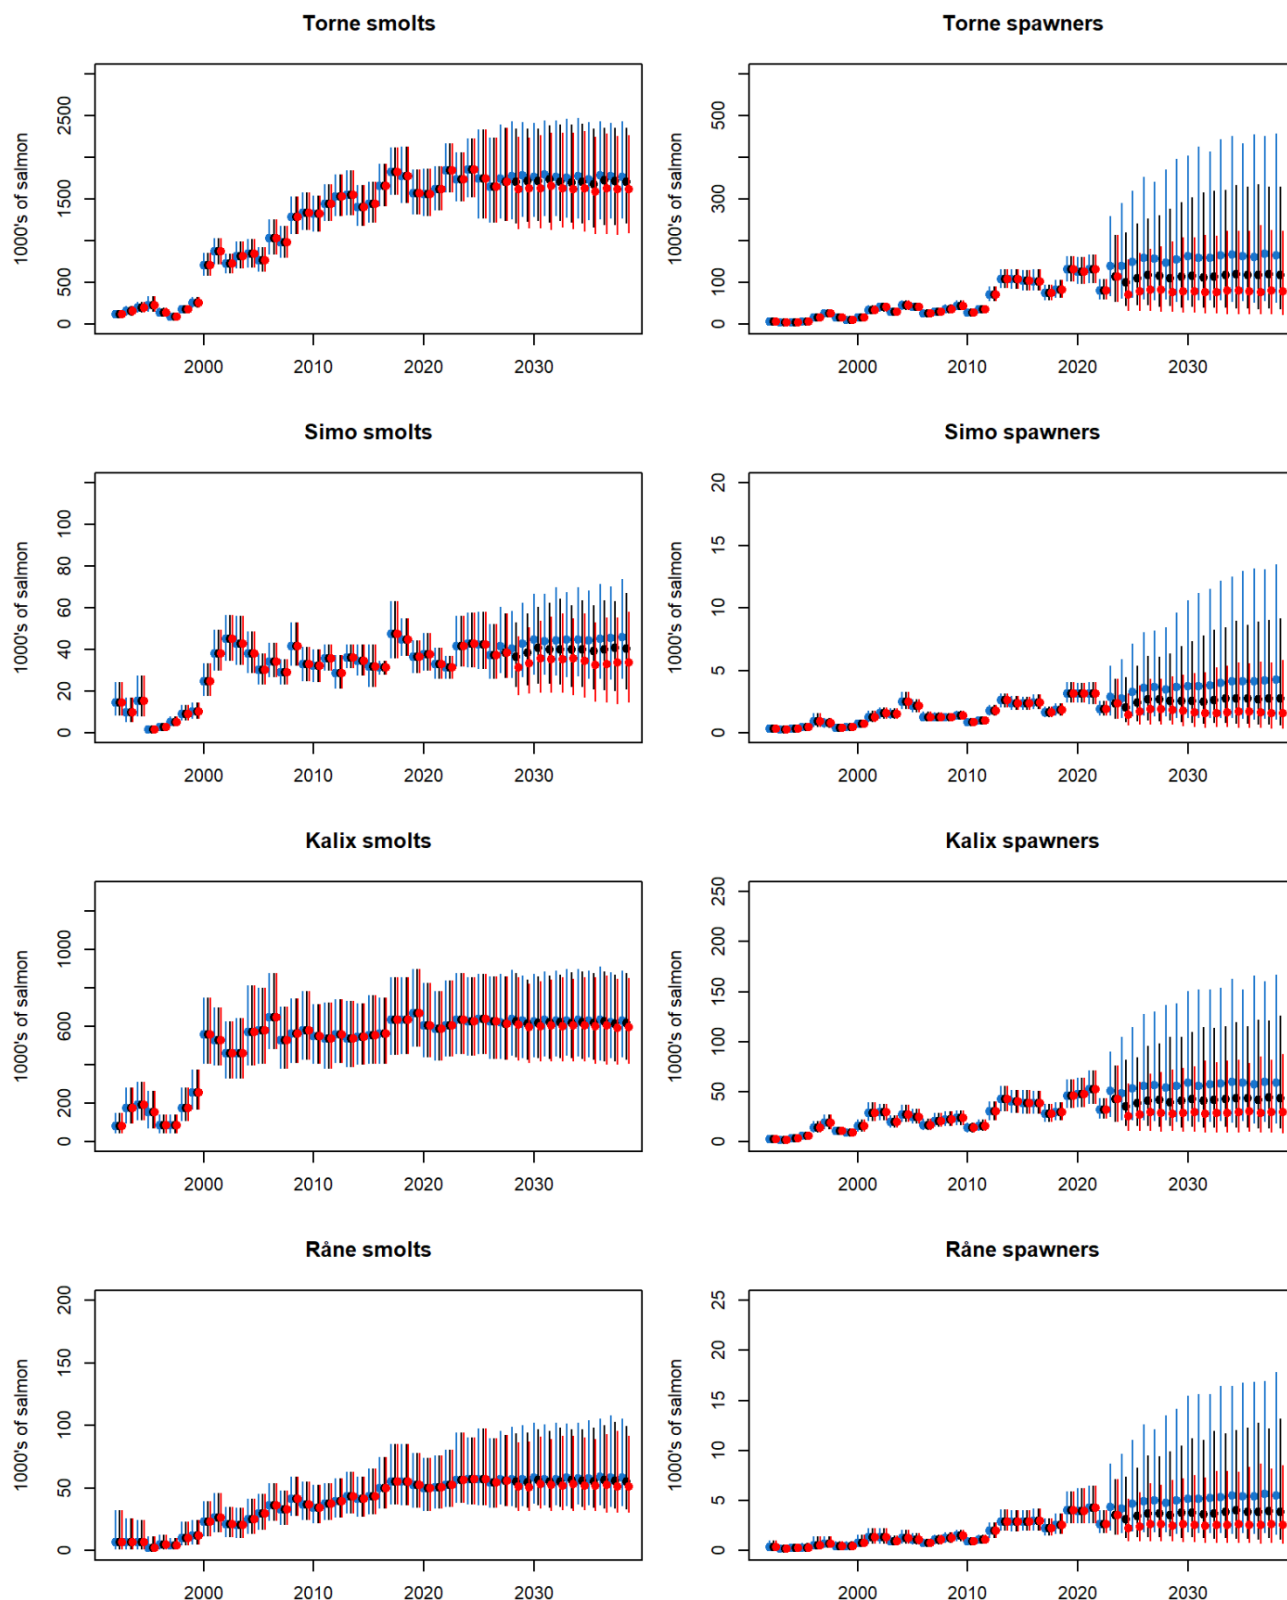 Torne smolts
1000's of salmon
0 500 1500 2500
2000 2010 2020 2030
Torne spawners
1000's of salmon
0 100 300 500
2000 2010 2020 2030
Simo smolts
1000's of salmon
0 20 40 60 80 100
2000 2010 2020 2030
Simo spawners
1000's of salmon
0 5 10 15 20
2000 2010 2020 2030
Kalix smolts
1000's of salmon
0 200 600 1000
2000 2010 2020 2030
Kalix spawners
1000's of salmon
0 50 100 150 200 250
2000 2010 2020 2030
Råne smolts
1000's of salmon
0 50 100 150 200
2000 2010 2020 2030
Råne spawners
1000's of salmon
0 5 10 15 20 25
2000 2010 2020 2030